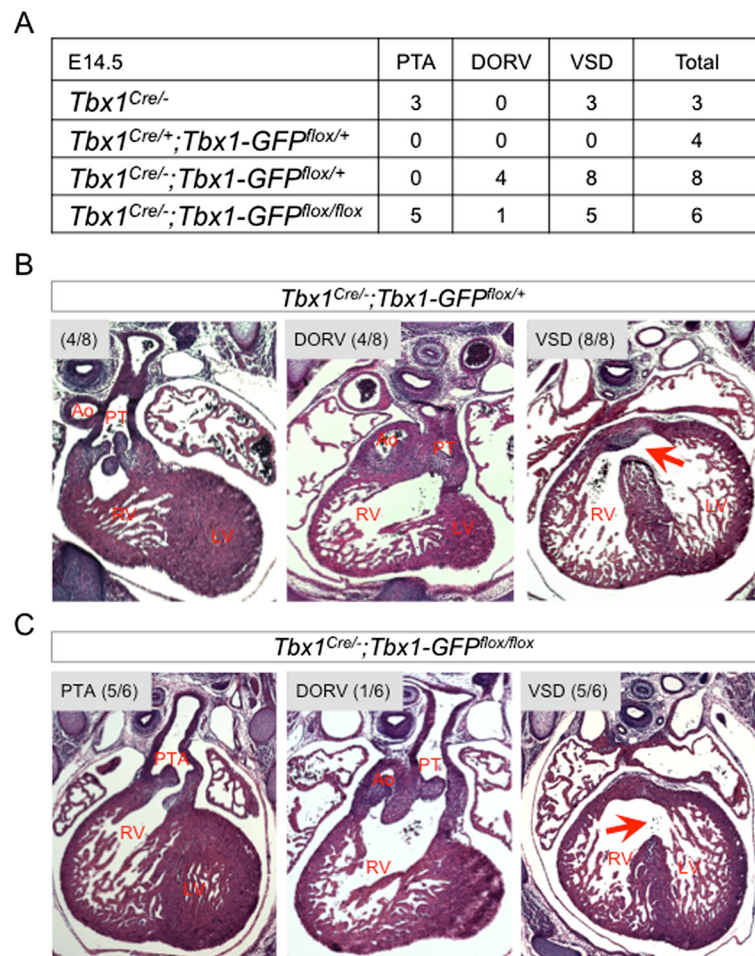 A
E14.5 PTA DORV VSD Total
Tbx1Cre/- 3 0 3 3
Tbx1Cre/+;Tbx1-GFPflox/+ 0 0 0 4
Tbx1Cre/-;Tbx1-GFPflox/+ 0 4 8 8
Tbx1Cre/-;Tbx1-GFPflox/flox 5 1 5 6
B
Tbx1Cre/-;Tbx1-GFPflox/+
(4/8) DORV (4/8) VSD (8/8)
Ao PT Ao PT
RV LV RV LV RV LV
C
Tbx1Cre/-;Tbx1-GFPflox/flox
PTA (5/6) DORV (1/6) VSD (5/6)
PTA Ao PT
RV LV RV RV LV